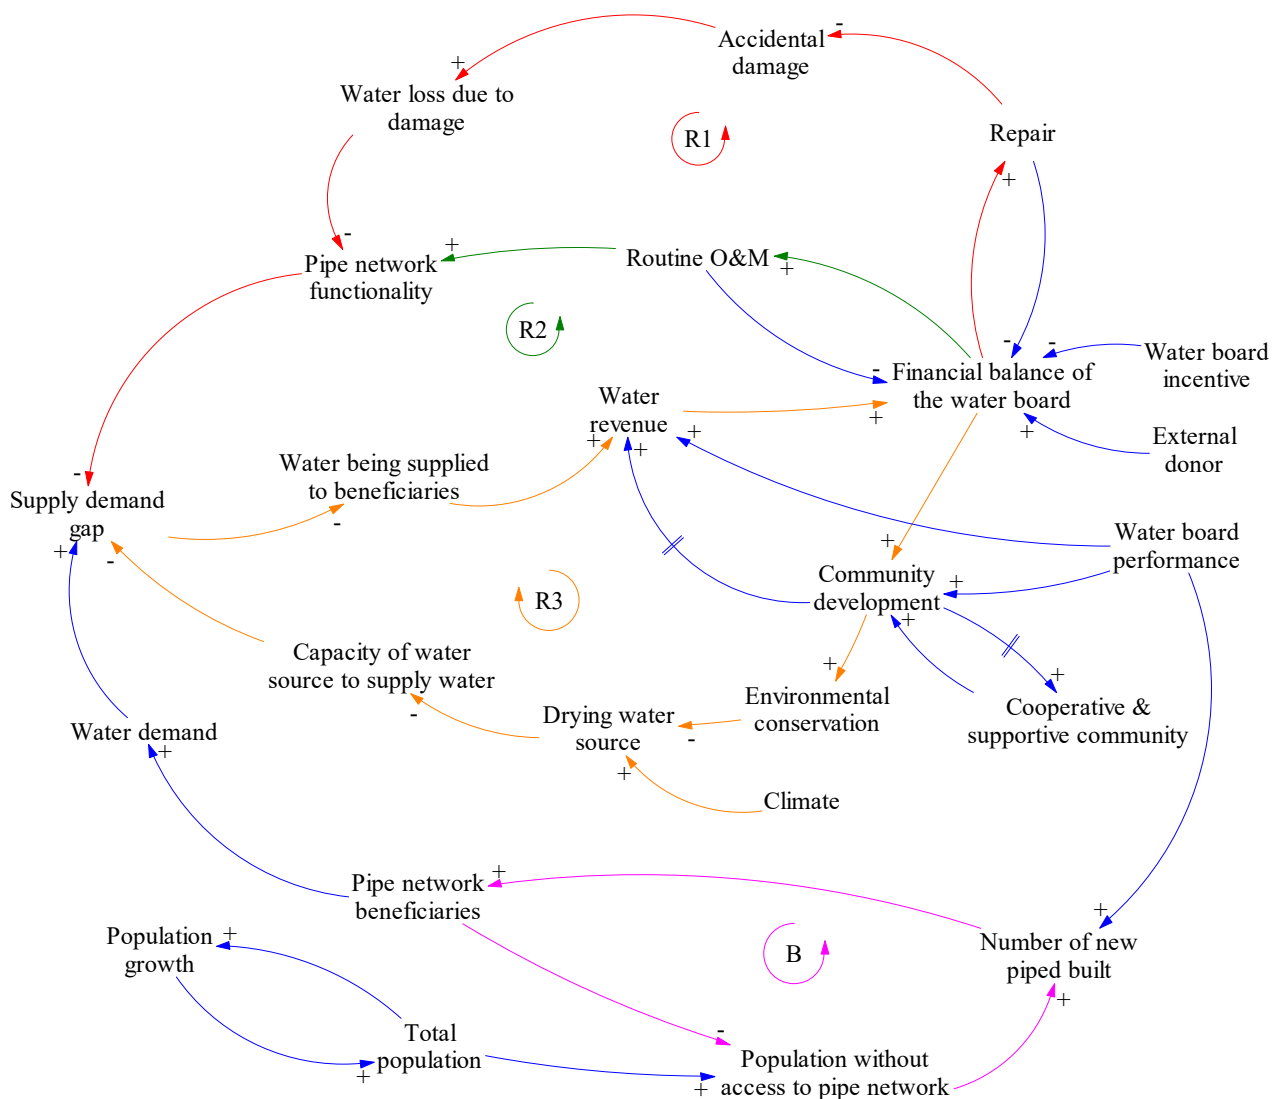 Accidental
damage
-
+
Water loss due to
damage
R1
Repair
+
-
Pipe network
functionality
+
Routine O&M
+
R2
-
-
-
Financial balance of
the water board
Water board
incentive
Water
revenue
+
+
+
+
+
External
donor
Water being supplied
to beneficiaries
-
-
Supply demand
gap
+
-
Water board
performance
+
Community
development
+
+
R3
Capacity of water
source to supply water
-
+
Environmental
conservation
+
Cooperative &
supportive community
Drying water
source
-
+
Climate
Water demand
+
Pipe network
beneficiaries
+
+
Population
growth
+
B
Number of new
piped built
+
Total
population
+
-
Population without
access to pipe network
+